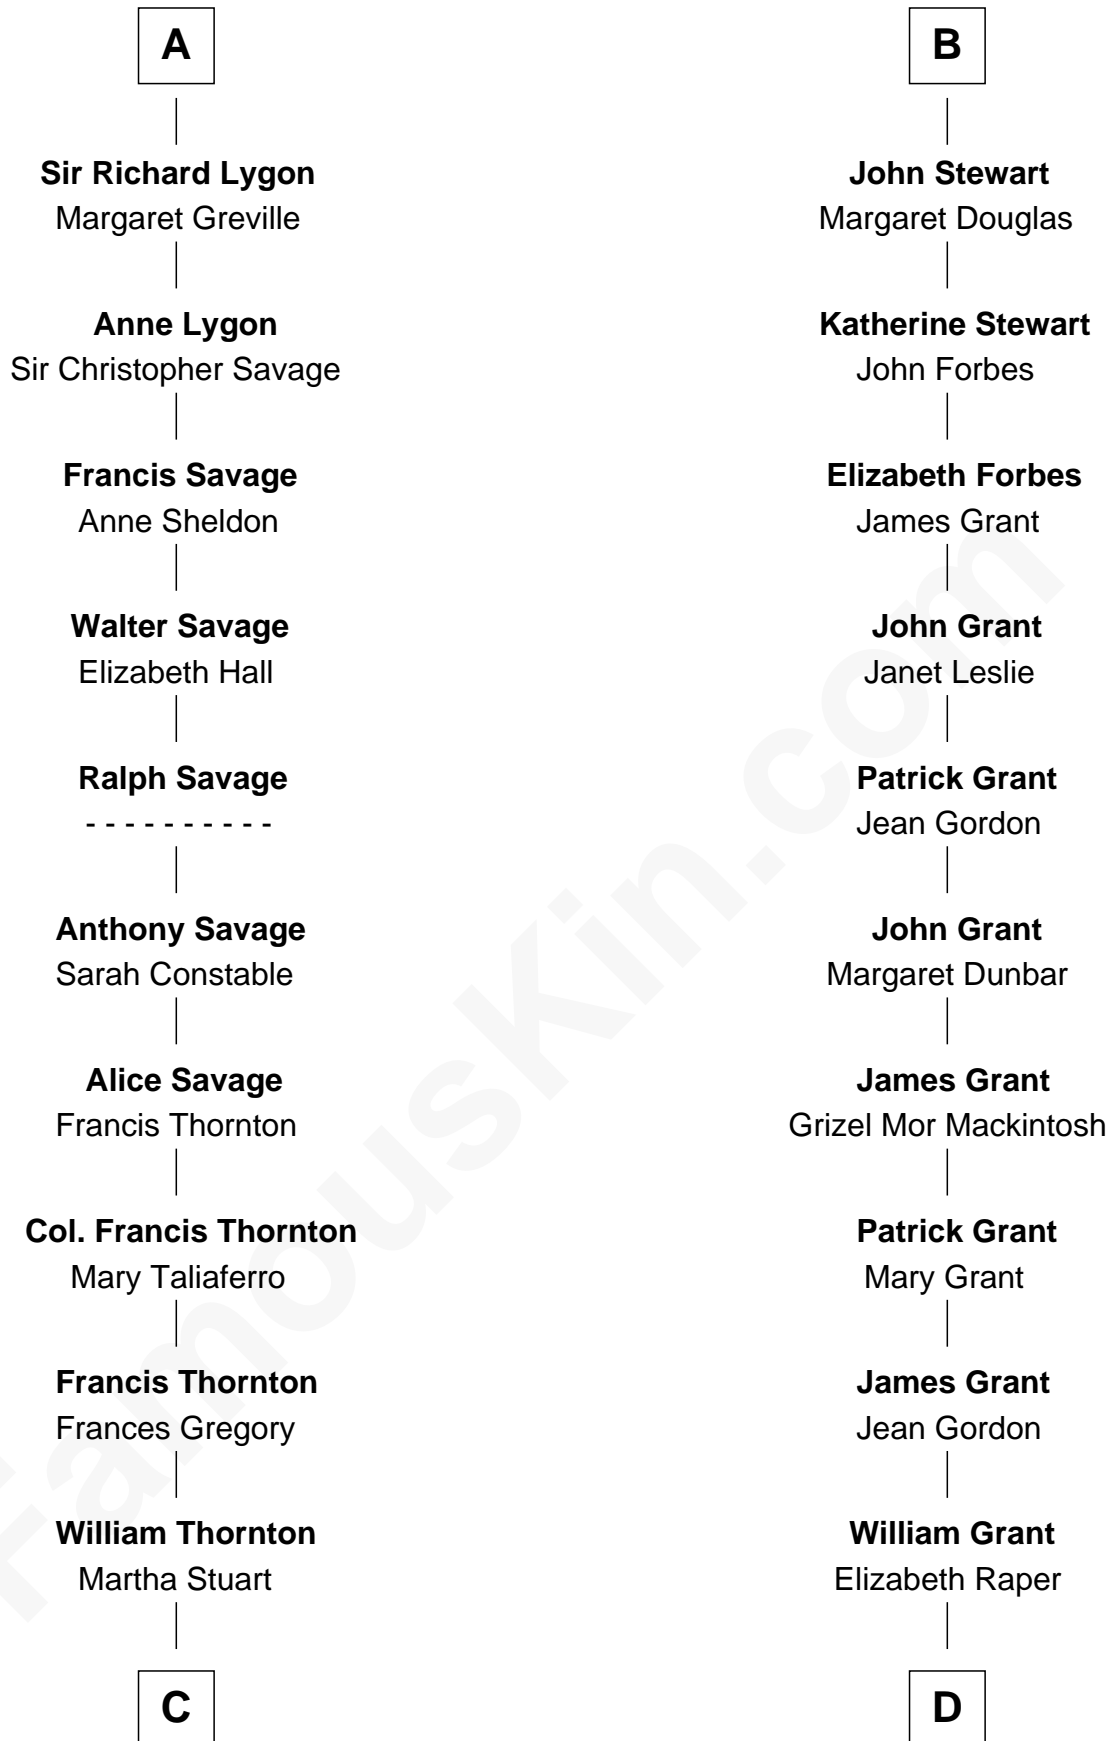 A
Sir Richard Lygon
Margaret Greville
Anne Lygon
Sir Christopher Savage
Francis Savage
Anne Sheldon
Walter Savage
Elizabeth Hall
Ralph Savage
- - - - - - - - - -
Anthony Savage
Sarah Constable
Alice Savage
Francis Thornton
Col. Francis Thornton
Mary Taliaferro
Francis Thornton
Frances Gregory
William Thornton
Martha Stuart
C
B
John Stewart
Margaret Douglas
Katherine Stewart
John Forbes
Elizabeth Forbes
James Grant
John Grant
Janet Leslie
Patrick Grant
Jean Gordon
John Grant
Margaret Dunbar
James Grant
Grizel Mor Mackintosh
Patrick Grant
Mary Grant
James Grant
Jean Gordon
William Grant
Elizabeth Raper
D
FamousKin.com